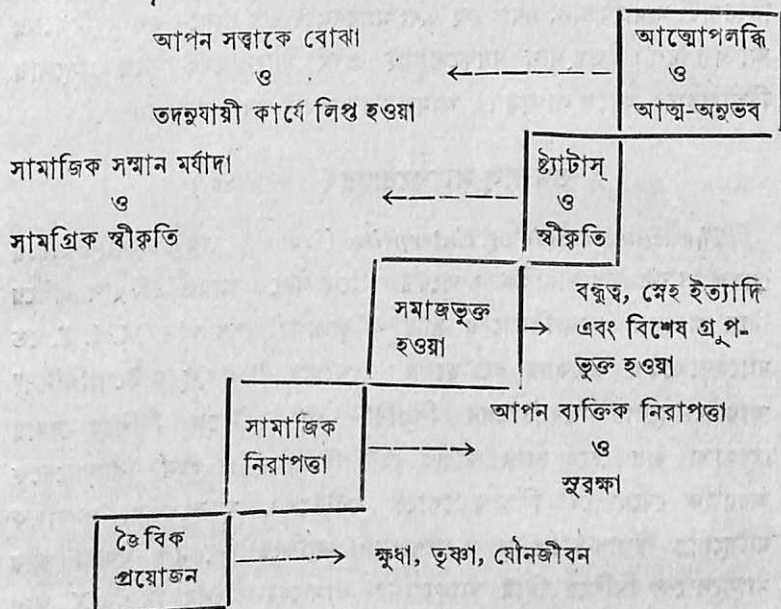 আপন সত্ত্বাকে বোঝা
ও
তদনুযায়ী কার্যে লিপ্ত হওয়া
আত্মোপলব্ধি
ও
আত্ম-অনুভব
সামাজিক সম্মান মর্যাদা
ও
সামগ্রিক স্বীকৃতি
ষ্ট্যাটাস্
ও
স্বীকৃতি
সমাজভুক্ত
হওয়া
বন্ধুত্ব, স্নেহ ইত্যাদি
এবং বিশেষ গ্রুপ-
ভুক্ত হওয়া
সামাজিক
নিরাপত্তা
আপন ব্যক্তিক নিরাপত্তা
ও
সুরক্ষা
জৈবিক
প্রয়োজন
ক্ষুধা, তৃষ্ণা, যৌনজীবন